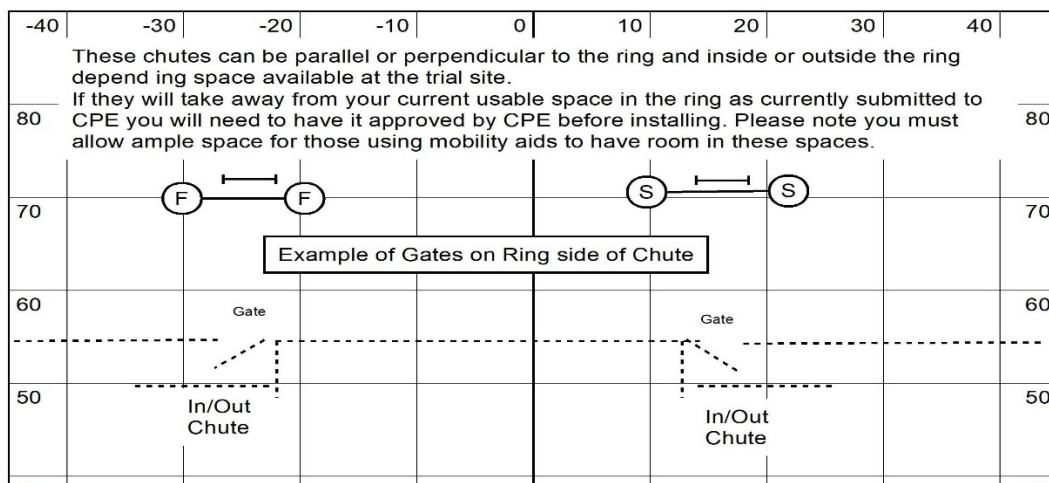 -40 -30 -20 -10 0 10 20 30 40
These chutes can be parallel or perpendicular to the ring and inside or outside the ring
depend ing space available at the trial site.
If they will take away from your current usable space in the ring as currently submitted to
80 CPE you will need to have it approved by CPE before installing. Please note you must 80
allow ample space for those using mobility aids to have room in these spaces.
F F S S
70 70
Example of Gates on Ring side of Chute
60 60
Gate Gate
50 50
In/Out In/Out
Chute Chute